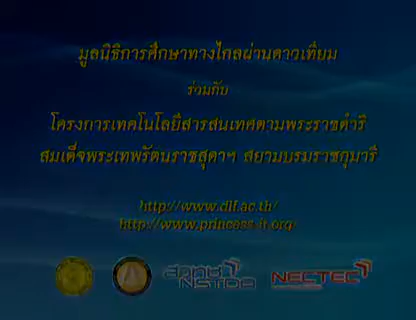 มูลนิธิการศึกษาทางไกลผ่านดาวเทียม
ร่วมกับ
โครงการเทคโนโลยีสารสนเทศตามพระราชดำริ
สมเด็จพระเทพรัตนราชสุดาฯ สยามบรมราชกุมารี
http://www.dlf.ac.th/
http://www.princess-it.org/
สวทช
NSTDA
NECTEC